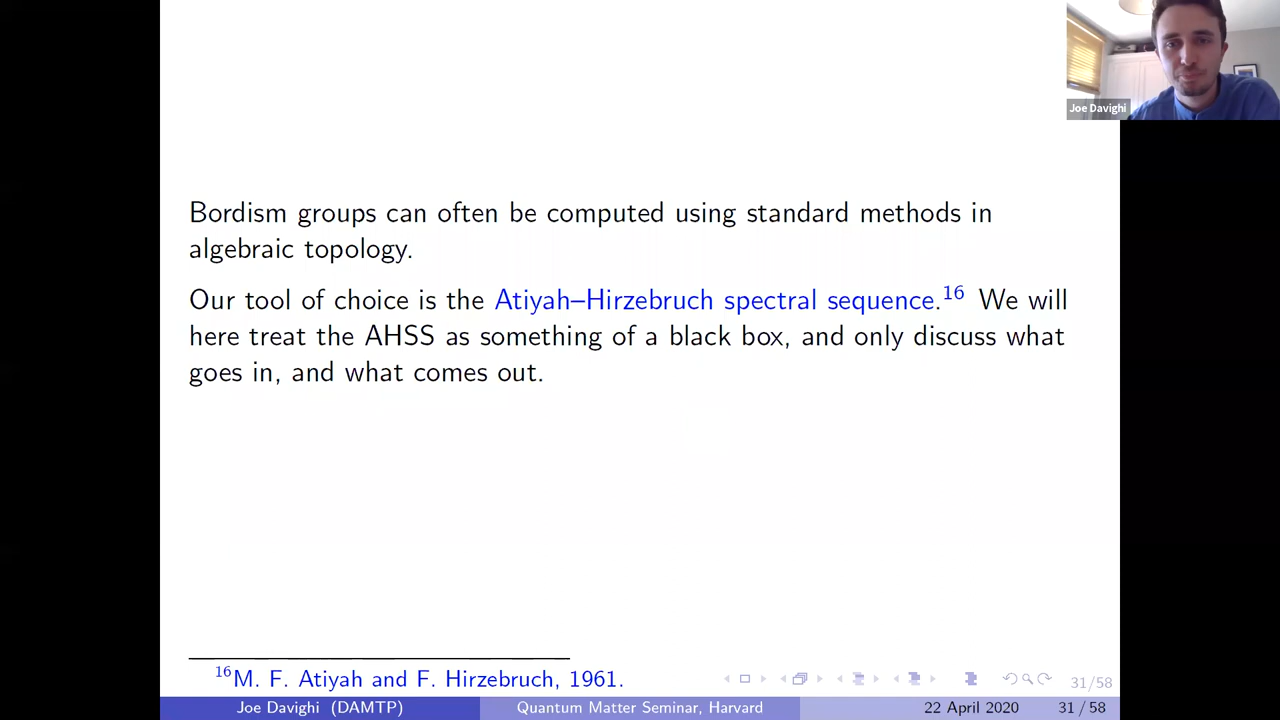 Joe Davighi
Bordism groups can often be computed using standard methods in
algebraic topology.
Our tool of choice is the Atiyah–Hirzebruch spectral sequence.16 We will
here treat the AHSS as something of a black box, and only discuss what
goes in, and what comes out.
16M. F. Atiyah and F. Hirzebruch, 1961.
31/58
Joe Davighi (DAMTP) Quantum Matter Seminar, Harvard 22 April 2020 31 / 58